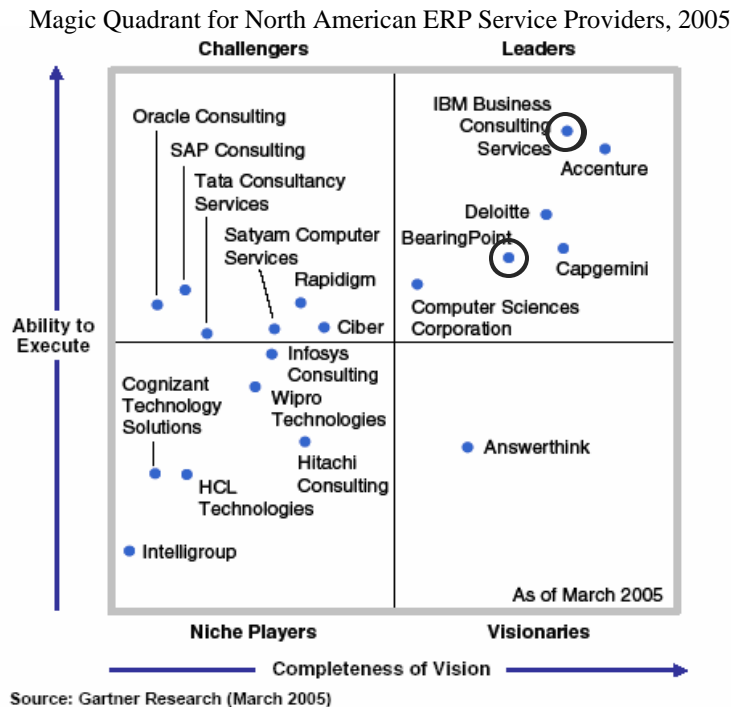 Magic Quadrant for North American ERP Service Providers, 2005
Challengers
Leaders
Oracle Consulting
SAP Consulting
Tata Consultancy
Services
Satyam Computer
Services
Rapidigm
Ciber
IBM Business
Consulting
Services
Accenture
Deloitte
BearingPoint
Capgemini
Computer Sciences
Corporation
Ability to
Execute
Infosys
Consulting
Cognizant
Technology
Solutions
Wipro
Technologies
Hitachi
Consulting
HCL
Technologies
Intelligroup
Answerthink
As of March 2005
Niche Players
Visionaries
Completeness of Vision
Source: Gartner Research (March 2005)